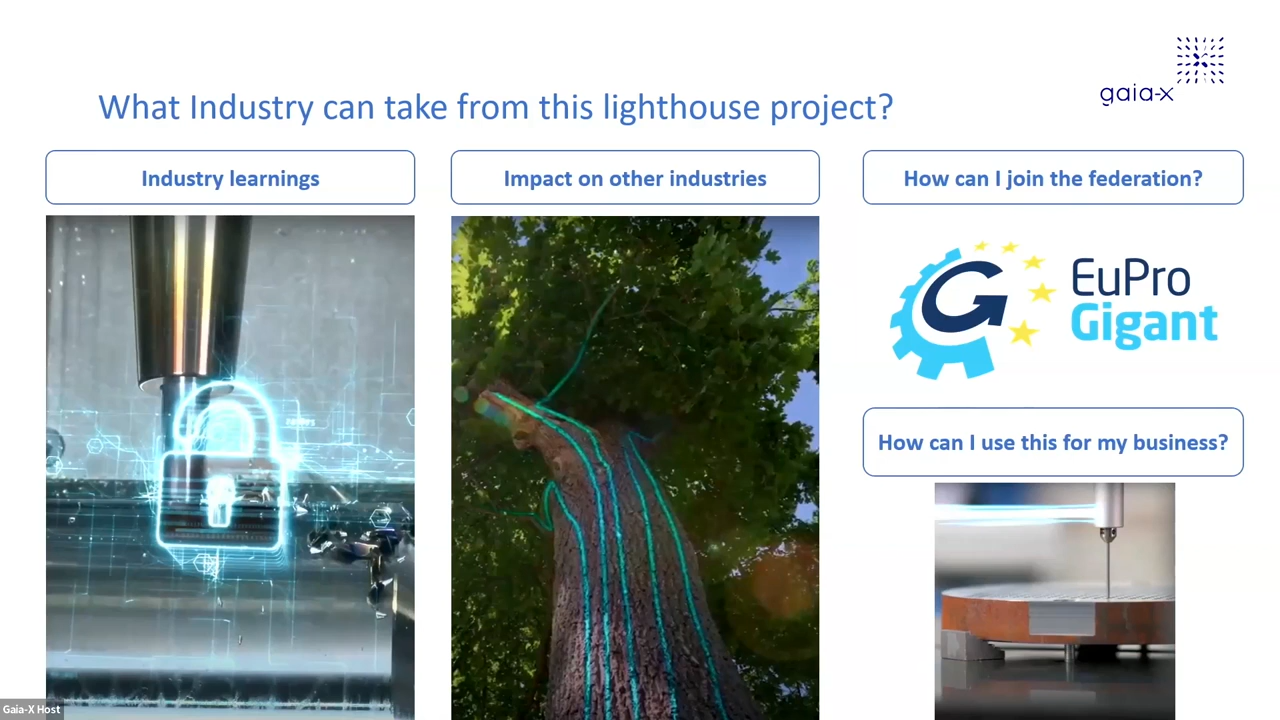 gaia-x
What Industry can take from this lighthouse project?
Industry learnings
Impact on other industries
How can I join the federation?
EuPro
Gigant
How can I use this for my business?
Gaia-X Host